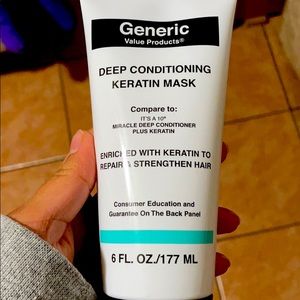 Generic
Value Products®
DEEP CONDITIONING
KERATIN MASK
Compare to:
IT'S A 10®
MIRACLE DEEP CONDITIONER
PLUS KERATIN
ENRICHED WITH KERATIN TO
REPAIR & STRENGTHEN HAIR
Consumer Education and
Guarantee On The Back Panel
6 FL. OZ./177 ML